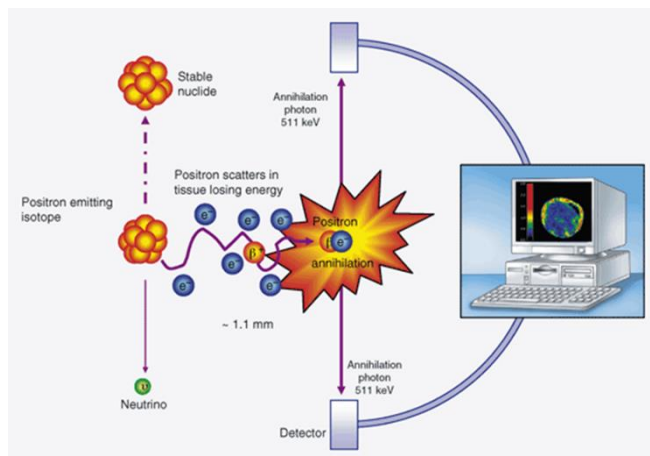 Stable
nuclide
Annihilation
photon
511 keV
Positron scatters in
tissue losing energy
Positron emitting
isotope
e⁻
e⁻
e⁻
Positron
β⁺
β e⁻
annihilation
e⁻
e⁻
e⁻
~ 1.1 mm
υ
Neutrino
Annihilation
photon
511 keV
Detector